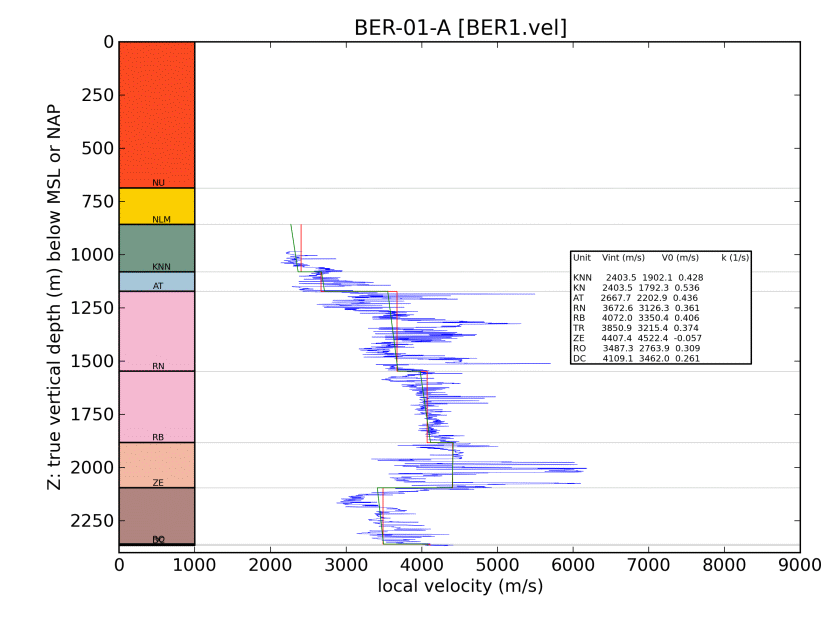 BER-01-A [BER1.vel]
Z: true vertical depth (m) below MSL or NAP
0
250
500
750
1000
1250
1500
1750
2000
2250
NU
NLM
KNN
AT
RN
RB
ZE
Unit Vint (m/s) V0 (m/s) k (1/s)
KNN 2403.5 1902.1 0.428
KN 2403.5 1792.3 0.536
AT 2667.7 2202.9 0.436
RN 3672.6 3126.3 0.361
RB 4072.0 3350.4 0.406
TR 3850.9 3215.4 0.374
ZE 4407.4 4522.4 -0.057
RO 3487.3 2763.9 0.309
DC 4109.1 3462.0 0.261
0 1000 2000 3000 4000 5000 6000 7000 8000 9000
local velocity (m/s)